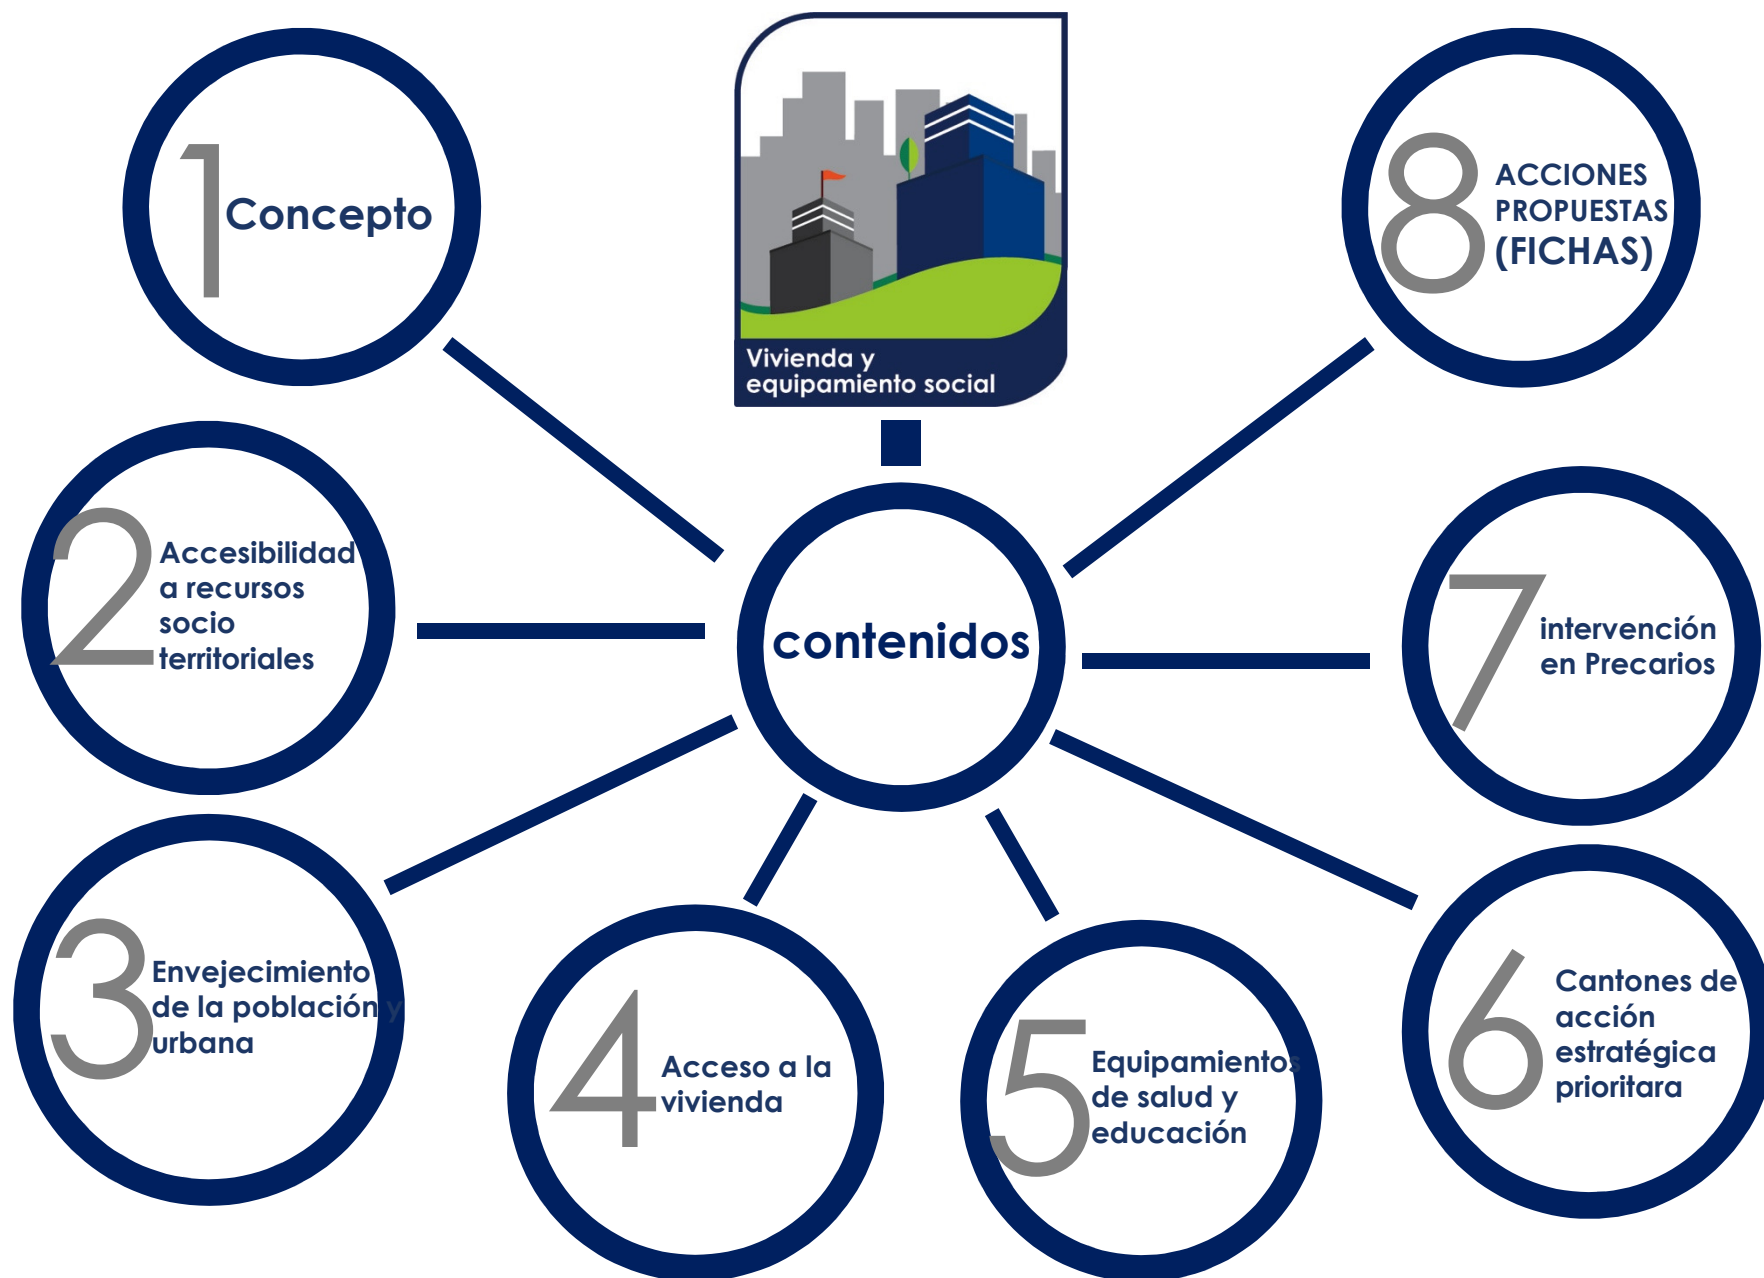 Vivienda y
equipamiento social
contenidos
1
Concepto
2
Accesibilidad
a recursos
socio
territoriales
3
Envejecimiento
de la población y
urbana
4
Acceso a la
vivienda
5
Equipamientos
de salud y
educación
6
Cantones de
acción
estratégica
prioritara
7
intervención
en Precarios
8
ACCIONES
PROPUESTAS
(FICHAS)